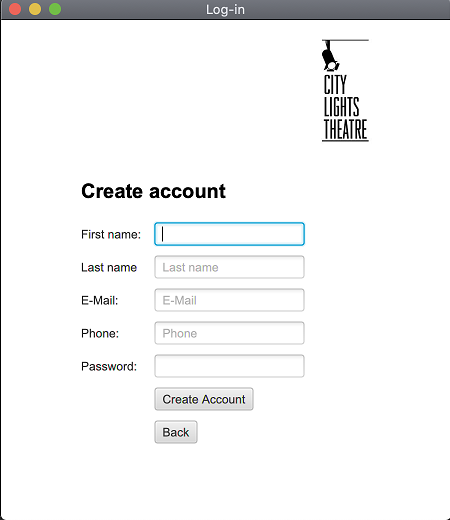 Log-in
CITY
LIGHTS
THEATRE
Create account
First name:
Last name Last name
E-Mail: E-Mail
Phone: Phone
Password:
Create Account
Back